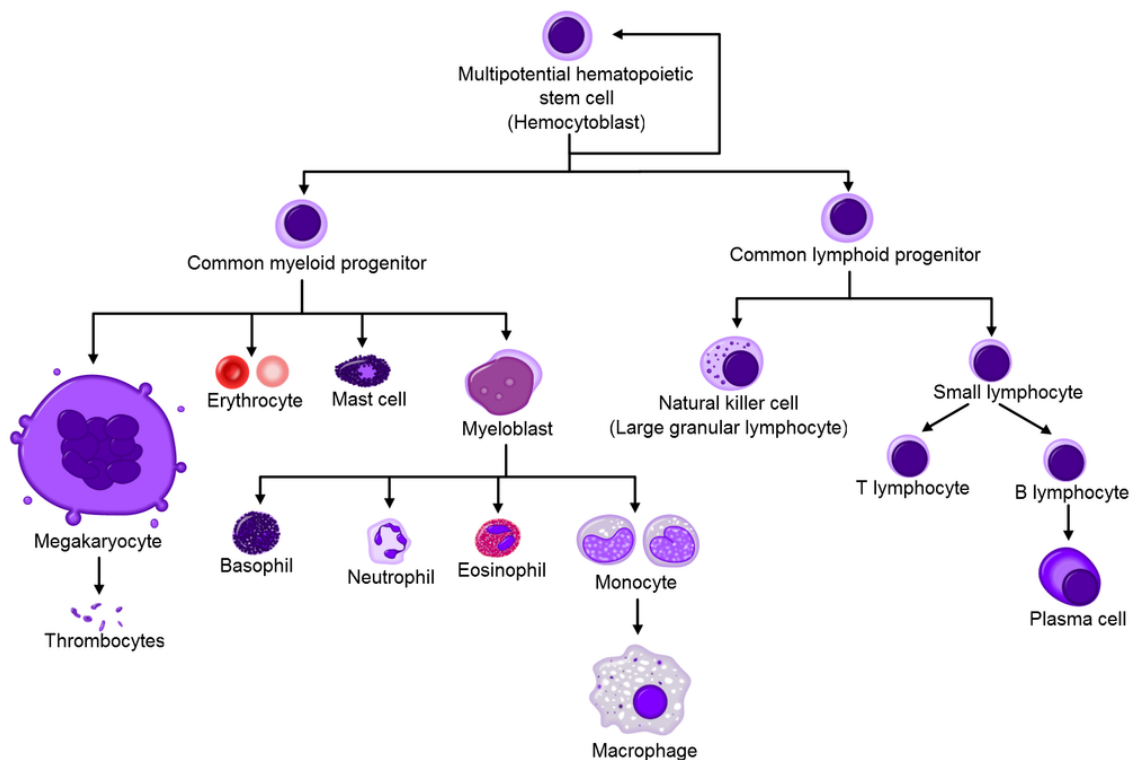 Multipotential hematopoietic
stem cell
(Hemocytoblast)
Common myeloid progenitor
Common lymphoid progenitor
Erythrocyte
Mast cell
Myeloblast
Natural killer cell
(Large granular lymphocyte)
Small lymphocyte
T lymphocyte
B lymphocyte
Megakaryocyte
Basophil
Neutrophil
Eosinophil
Monocyte
Thrombocytes
Plasma cell
Macrophage